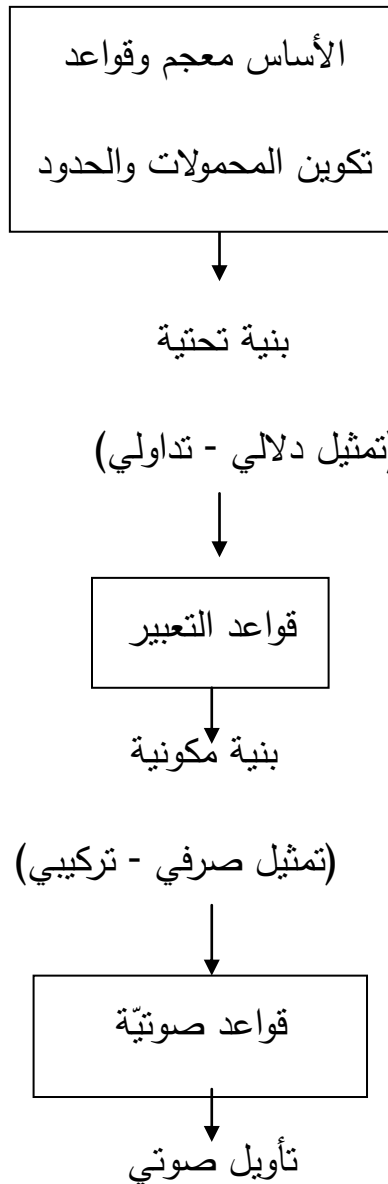 الأساس معجم وقواعد
تكوين المحمولات والحدود
بنية تحتية
(تمثيل دلالي - تداولي)
قواعد التعبير
بنية مكونية
(تمثيل صرفي - تركيبي)
قواعد صوتيّة
تأويل صوتي